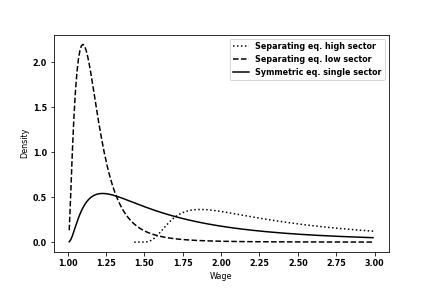 Separating eq. high sector
Separating eq. low sector
Symmetric eq. single sector
Density
2.0
1.5
1.0
0.5
0.0
1.00 1.25 1.50 1.75 2.00 2.25 2.50 2.75 3.00
Wage